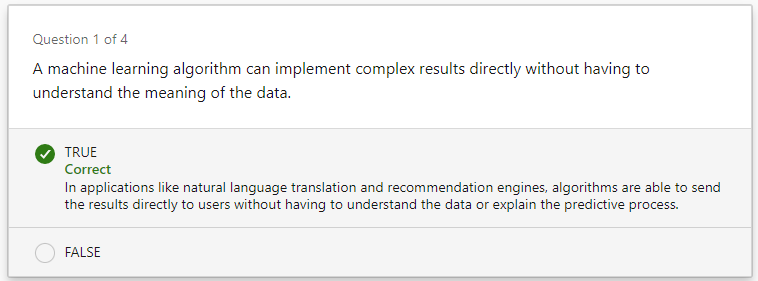 Question 1 of 4
A machine learning algorithm can implement complex results directly without having to
understand the meaning of the data.
TRUE
Correct
In applications like natural language translation and recommendation engines, algorithms are able to send
the results directly to users without having to understand the data or explain the predictive process.
FALSE